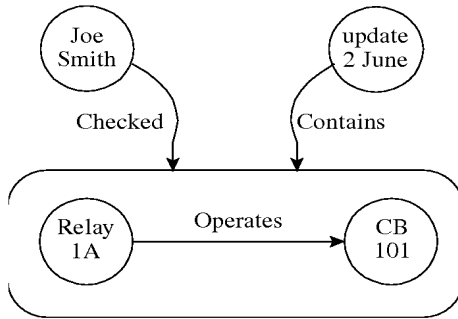 Joe
Smith
update
2 June
Checked
Contains
Relay
1A
Operates
CB
101